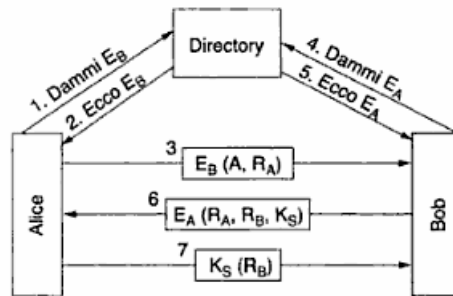 Directory
1. Dammi E_B
2. Ecco E_B
4. Dammi E_A
5. Ecco E_A
Alice
Bob
3
E_B (A, R_A)
6
E_A (R_A, R_B, K_S)
7
K_S (R_B)